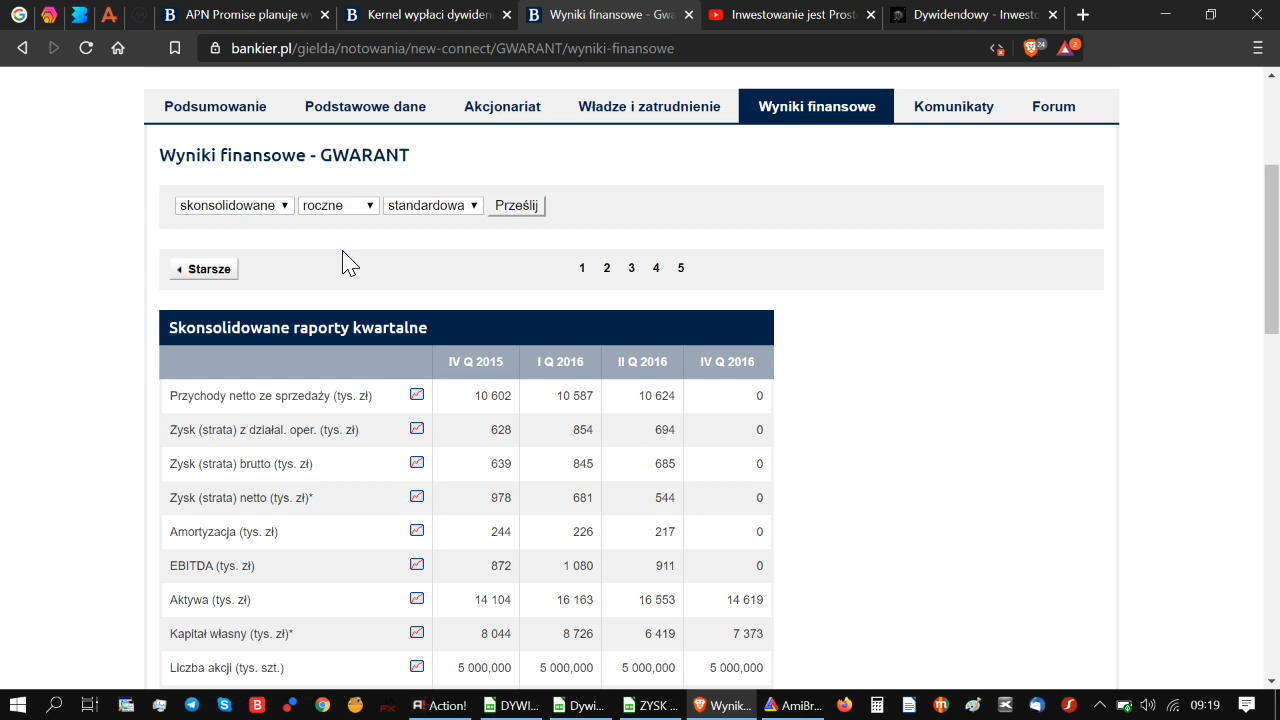 APN Promise planuje w
Kernel wypłaci dywiden
Wyniki finansowe - Gwa
Inwestowanie jest Prost
Dywidendowy - Inwest
bankier.pl/gielda/notowania/new-connect/GWARANT/wyniki-finansowe
24
2
Podsumowanie Podstawowe dane Akcjonariat Władze i zatrudnienie Wyniki finansowe Komunikaty Forum
Wyniki finansowe - GWARANT
skonsolidowane roczne standardowa Prześlij
Starsze 1 2 3 4 5
Skonsolidowane raporty kwartalne
IV Q 2015 I Q 2016 II Q 2016 IV Q 2016
Przychody netto ze sprzedaży (tys. zł) 10 602 10 587 10 624 0
Zysk (strata) z działal. oper. (tys. zł) 628 854 694 0
Zysk (strata) brutto (tys. zł) 639 845 685 0
Zysk (strata) netto (tys. zł)* 978 681 544 0
Amortyzacja (tys. zł) 244 226 217 0
EBITDA (tys. zł) 872 1 080 911 0
Aktywa (tys. zł) 14 104 16 163 16 553 14 619
Kapitał własny (tys. zł)* 8 044 8 726 6 419 7 373
Liczba akcji (tys. szt.) 5 000,000 5 000,000 5 000,000 5 000,000
Action! DYWI... Dywi... ZYSK ... Wynik... AmiBr... 09:19